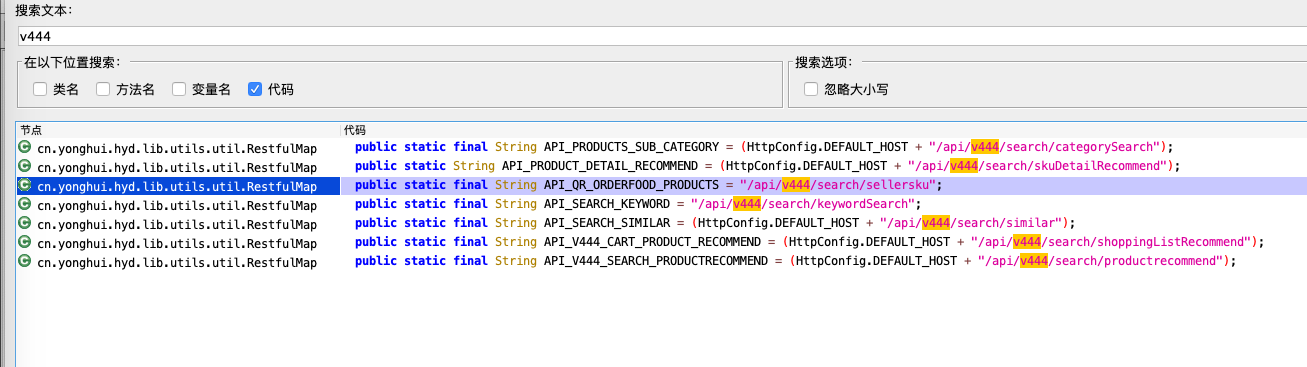 搜索文本：
v444
在以下位置搜索：
搜索选项：
类名
方法名
变量名
代码
忽略大小写
节点 代码
cn.yonghui.hyd.lib.utils.util.RestfulMap public static final String API_PRODUCTS_SUB_CATEGORY = (HttpConfig.DEFAULT_HOST + "/api/v444/search/categorySearch");
cn.yonghui.hyd.lib.utils.util.RestfulMap public static String API_PRODUCT_DETAIL_RECOMMEND = (HttpConfig.DEFAULT_HOST + "/api/v444/search/skuDetailRecommend");
cn.yonghui.hyd.lib.utils.util.RestfulMap public static final String API_QR_ORDERFOOD_PRODUCTS = "/api/v444/search/sellersku";
cn.yonghui.hyd.lib.utils.util.RestfulMap public static final String API_SEARCH_KEYWORD = "/api/v444/search/keywordSearch";
cn.yonghui.hyd.lib.utils.util.RestfulMap public static final String API_SEARCH_SIMILAR = (HttpConfig.DEFAULT_HOST + "/api/v444/search/similar");
cn.yonghui.hyd.lib.utils.util.RestfulMap public static final String API_V444_CART_PRODUCT_RECOMMEND = (HttpConfig.DEFAULT_HOST + "/api/v444/search/shoppingListRecommend");
cn.yonghui.hyd.lib.utils.util.RestfulMap public static final String API_V444_SEARCH_PRODUCTRECOMMEND = (HttpConfig.DEFAULT_HOST + "/api/v444/search/productrecommend");